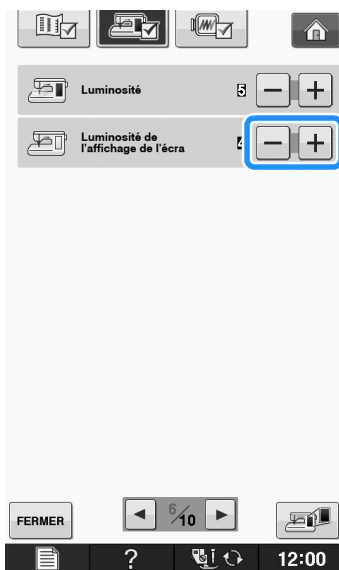 Luminosité 5
Luminosité de
l'affichage de l'écra
FERMER
6/10
?
12:00